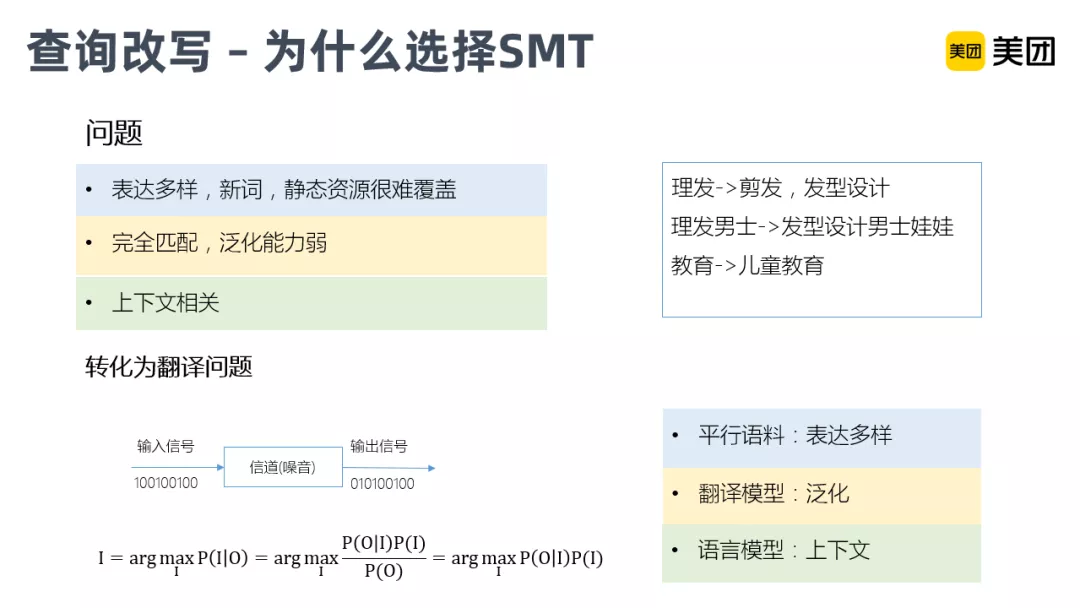 查询改写 – 为什么选择SMT
美团 美团
问题
• 表达多样，新词，静态资源很难覆盖
• 完全匹配，泛化能力弱
• 上下文相关
理发->剪发，发型设计
理发男士->发型设计男士娃娃
教育->儿童教育
转化为翻译问题
输入信号
100100100
信道(噪音)
输出信号
010100100
I = arg max_I P(I|O) = arg max_I P(O|I)P(I) / P(O) = arg max_I P(O|I)P(I)
• 平行语料：表达多样
• 翻译模型：泛化
• 语言模型：上下文